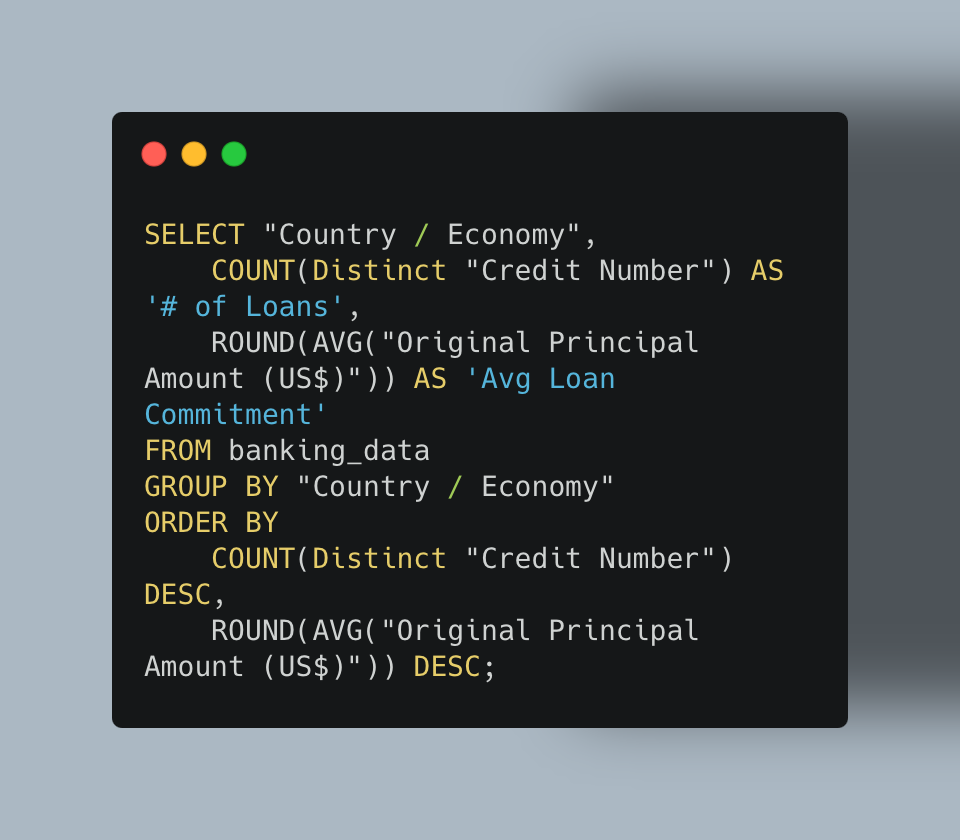 SELECT "Country / Economy",
    COUNT(Distinct "Credit Number") AS
'# of Loans',
    ROUND(AVG("Original Principal
Amount (US$)")) AS 'Avg Loan
Commitment'
FROM banking_data
GROUP BY "Country / Economy"
ORDER BY
    COUNT(Distinct "Credit Number")
DESC,
    ROUND(AVG("Original Principal
Amount (US$)")) DESC;